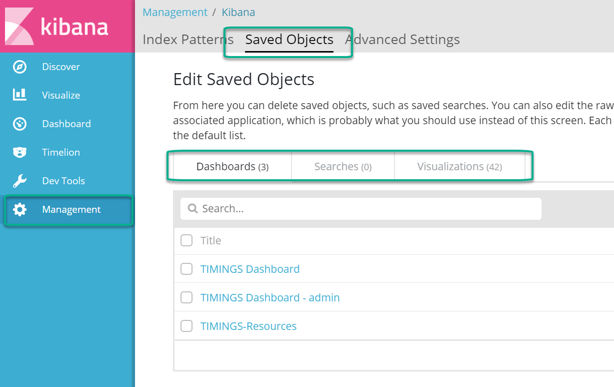 kibana
Discover
Visualize
Dashboard
Timelion
Dev Tools
Management
Management / Kibana
Index Patterns Saved Objects Advanced Settings
Edit Saved Objects
From here you can delete saved objects, such as saved searches. You can also edit the raw
associated application, which is probably what you should use instead of this screen. Each
the default list.
Dashboards (3) Searches (0) Visualizations (42)
Search...
Title
TIMINGS Dashboard
TIMINGS Dashboard - admin
TIMINGS-Resources